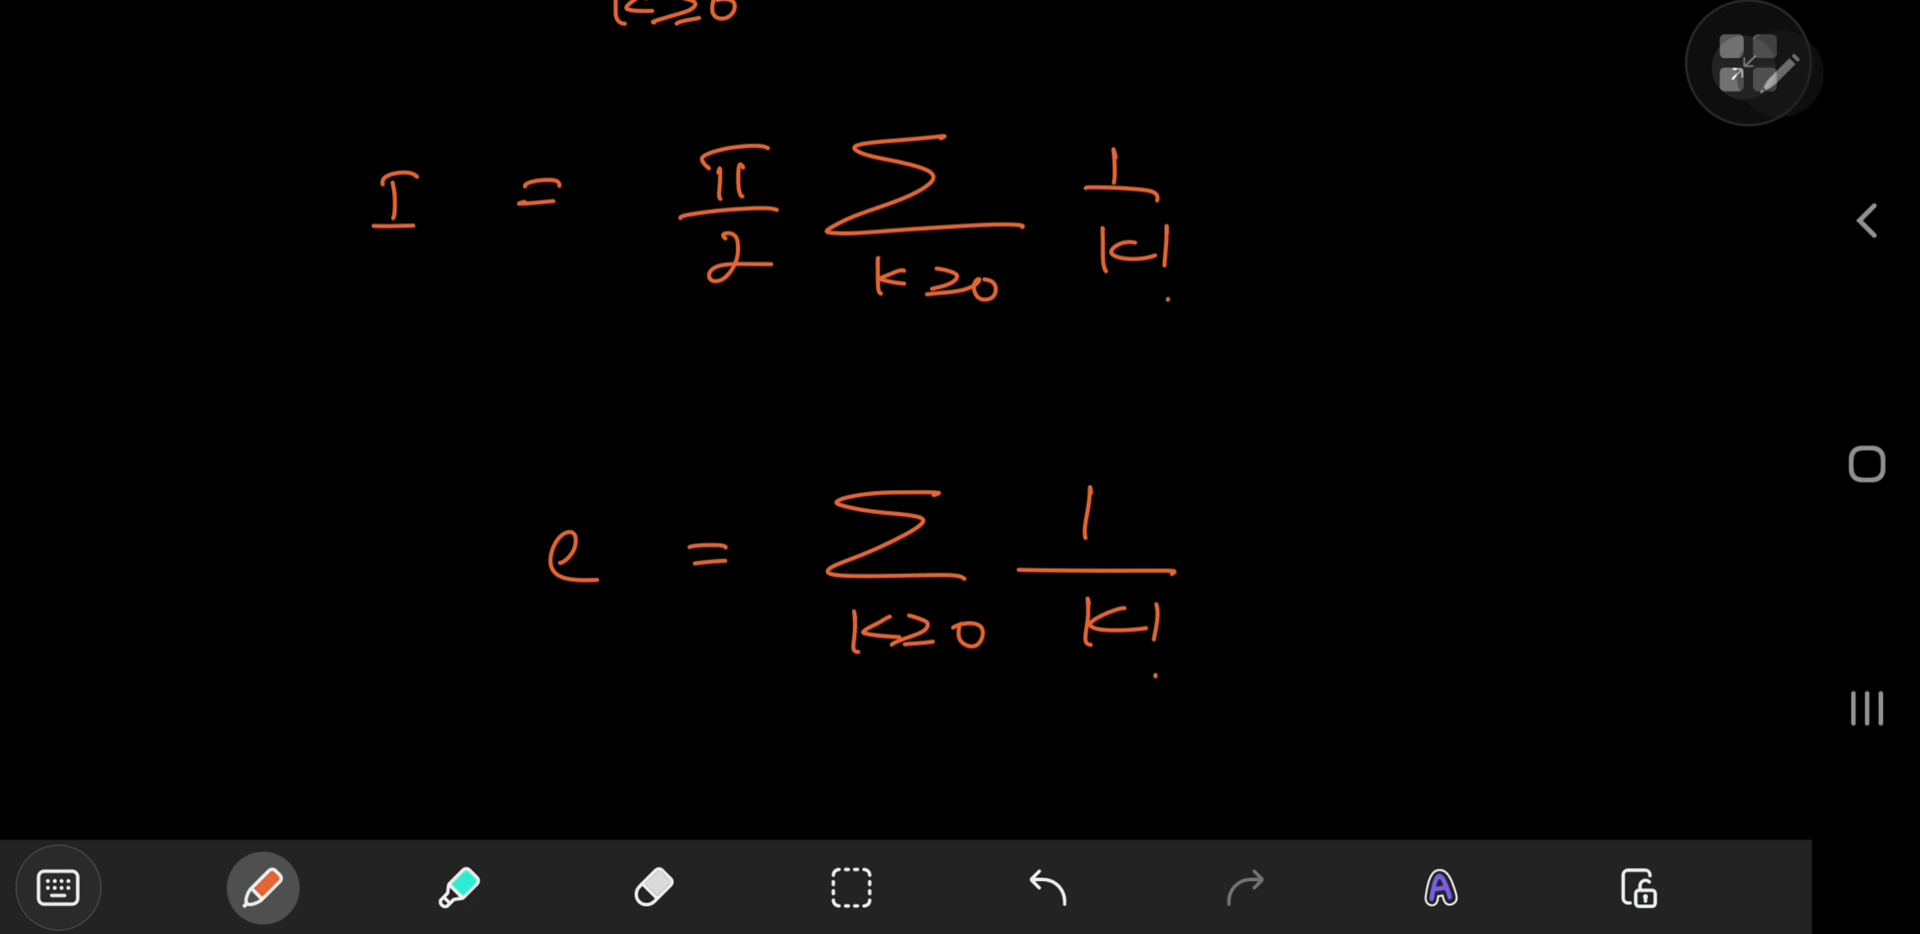 k≥0
I = π/2 ∑ k≥0 1/k!
e = ∑ k≥0 1/k!
A